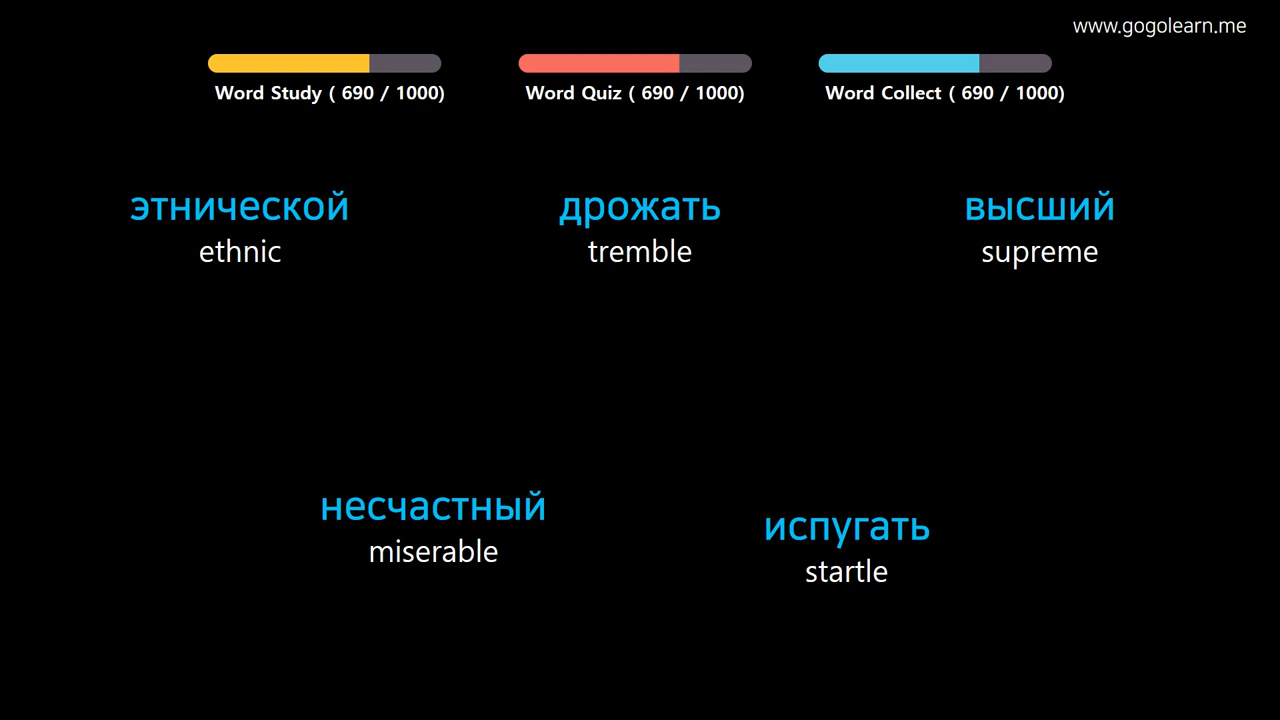 www.gogolearn.me
Word Study ( 690 / 1000)
Word Quiz ( 690 / 1000)
Word Collect ( 690 / 1000)
этнической
ethnic
дрожать
tremble
высший
supreme
несчастный
miserable
испугать
startle